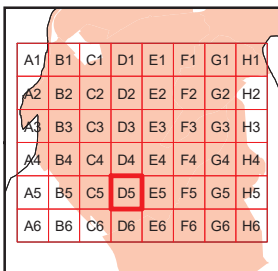 A1 B1 C1 D1 E1 F1 G1 H1
A2 B2 C2 D2 E2 F2 G2 H2
A3 B3 C3 D3 E3 F3 G3 H3
A4 B4 C4 D4 E4 F4 G4 H4
A5 B5 C5 D5 E5 F5 G5 H5
A6 B6 C6 D6 E6 F6 G6 H6